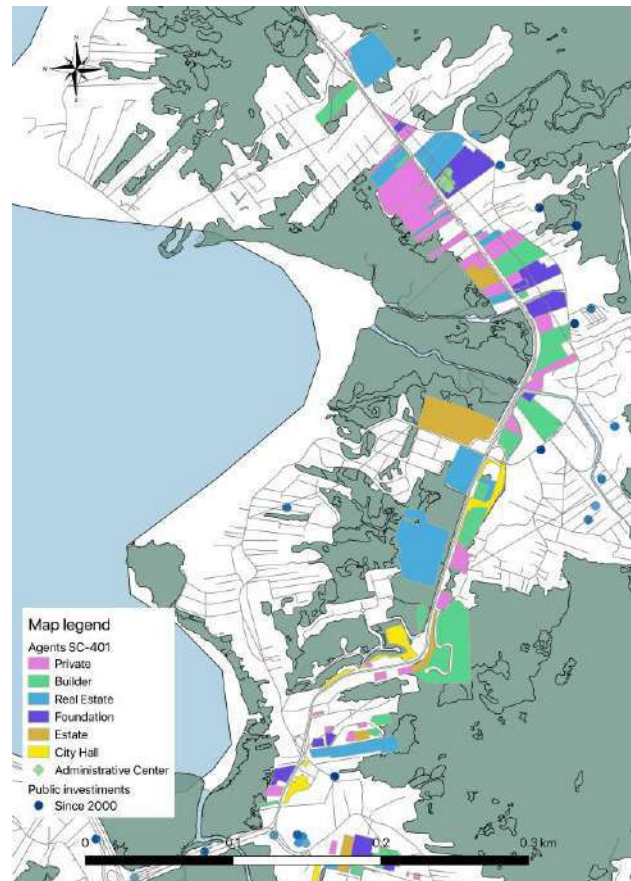 N
Map legend
Agents SC-401
Private
Builder
Real Estate
Foundation
Estate
City Hall
Administrative Center
Public investiments
Since 2000
0 0.1 0.2 0.3 km